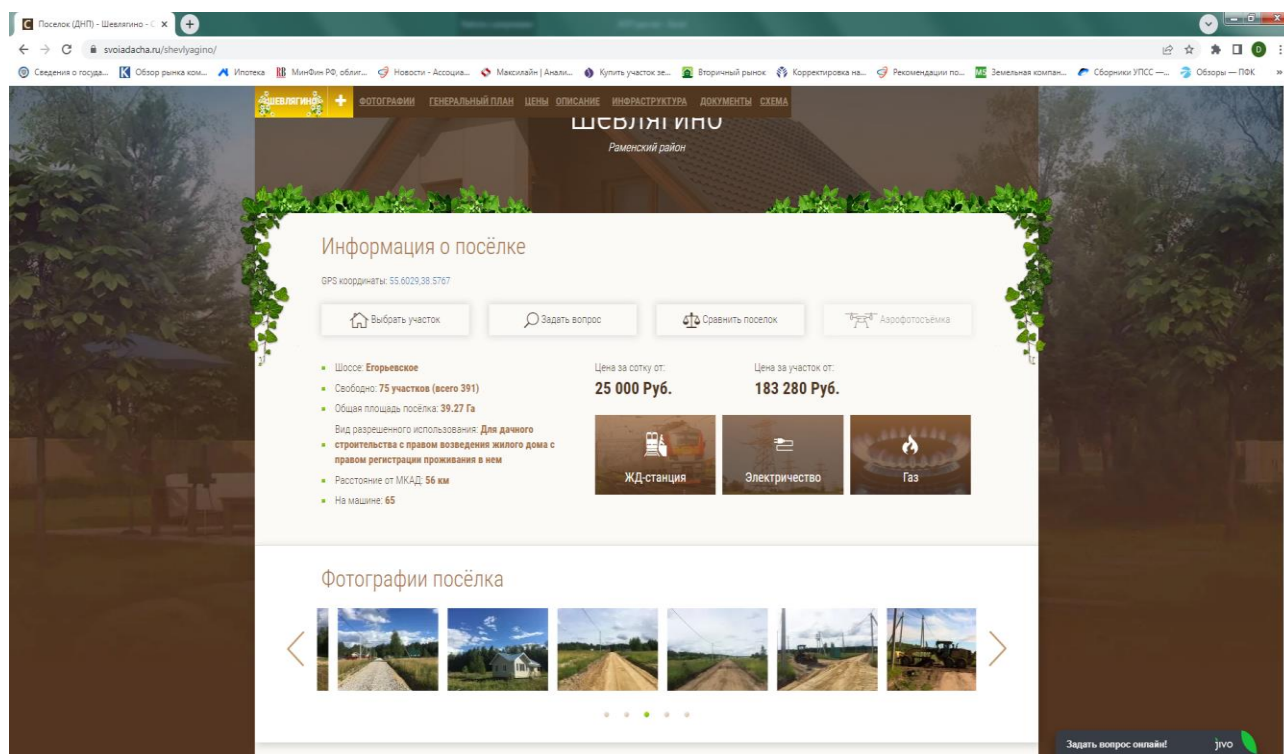 Поселок (ДНП) - Шевлягино - С
svoiadacha.ru/shevlyagino/
Сведения о госуда...
Обзор рынка ком...
Ипотека
МинФин РФ, облиг...
Новости - Ассоциа...
Максилайн | Анали...
Купить участок зе...
Вторичный рынок
Корректировка на...
Рекомендации по...
Земельная компан...
Сборники УПСС —...
Обзоры — ПФК
ШЕВЛЯГИНО
ФОТОГРАФИИ
ГЕНЕРАЛЬНЫЙ ПЛАН
ЦЕНЫ
ОПИСАНИЕ
ИНФРАСТРУКТУРА
ДОКУМЕНТЫ
СХЕМА
ШЕВЛЯГИНО
Раменский район
Информация о посёлке
GPS координаты: 55.6029,38.5767
Выбрать участок
Задать вопрос
Сравнить поселок
Аэрофотосъёмка
Шоссе: Егорьевское
Свободно: 75 участков (всего 391)
Общая площадь посёлка: 39.27 Га
Вид разрешенного использования: Для дачного
строительства с правом возведения жилого дома с
правом регистрации проживания в нем
Расстояние от МКАД: 56 км
На машине: 65
Цена за сотку от:
25 000 Руб.
Цена за участок от:
183 280 Руб.
ЖД-станция
Электричество
Газ
Фотографии посёлка
Задать вопрос онлайн!
jivo